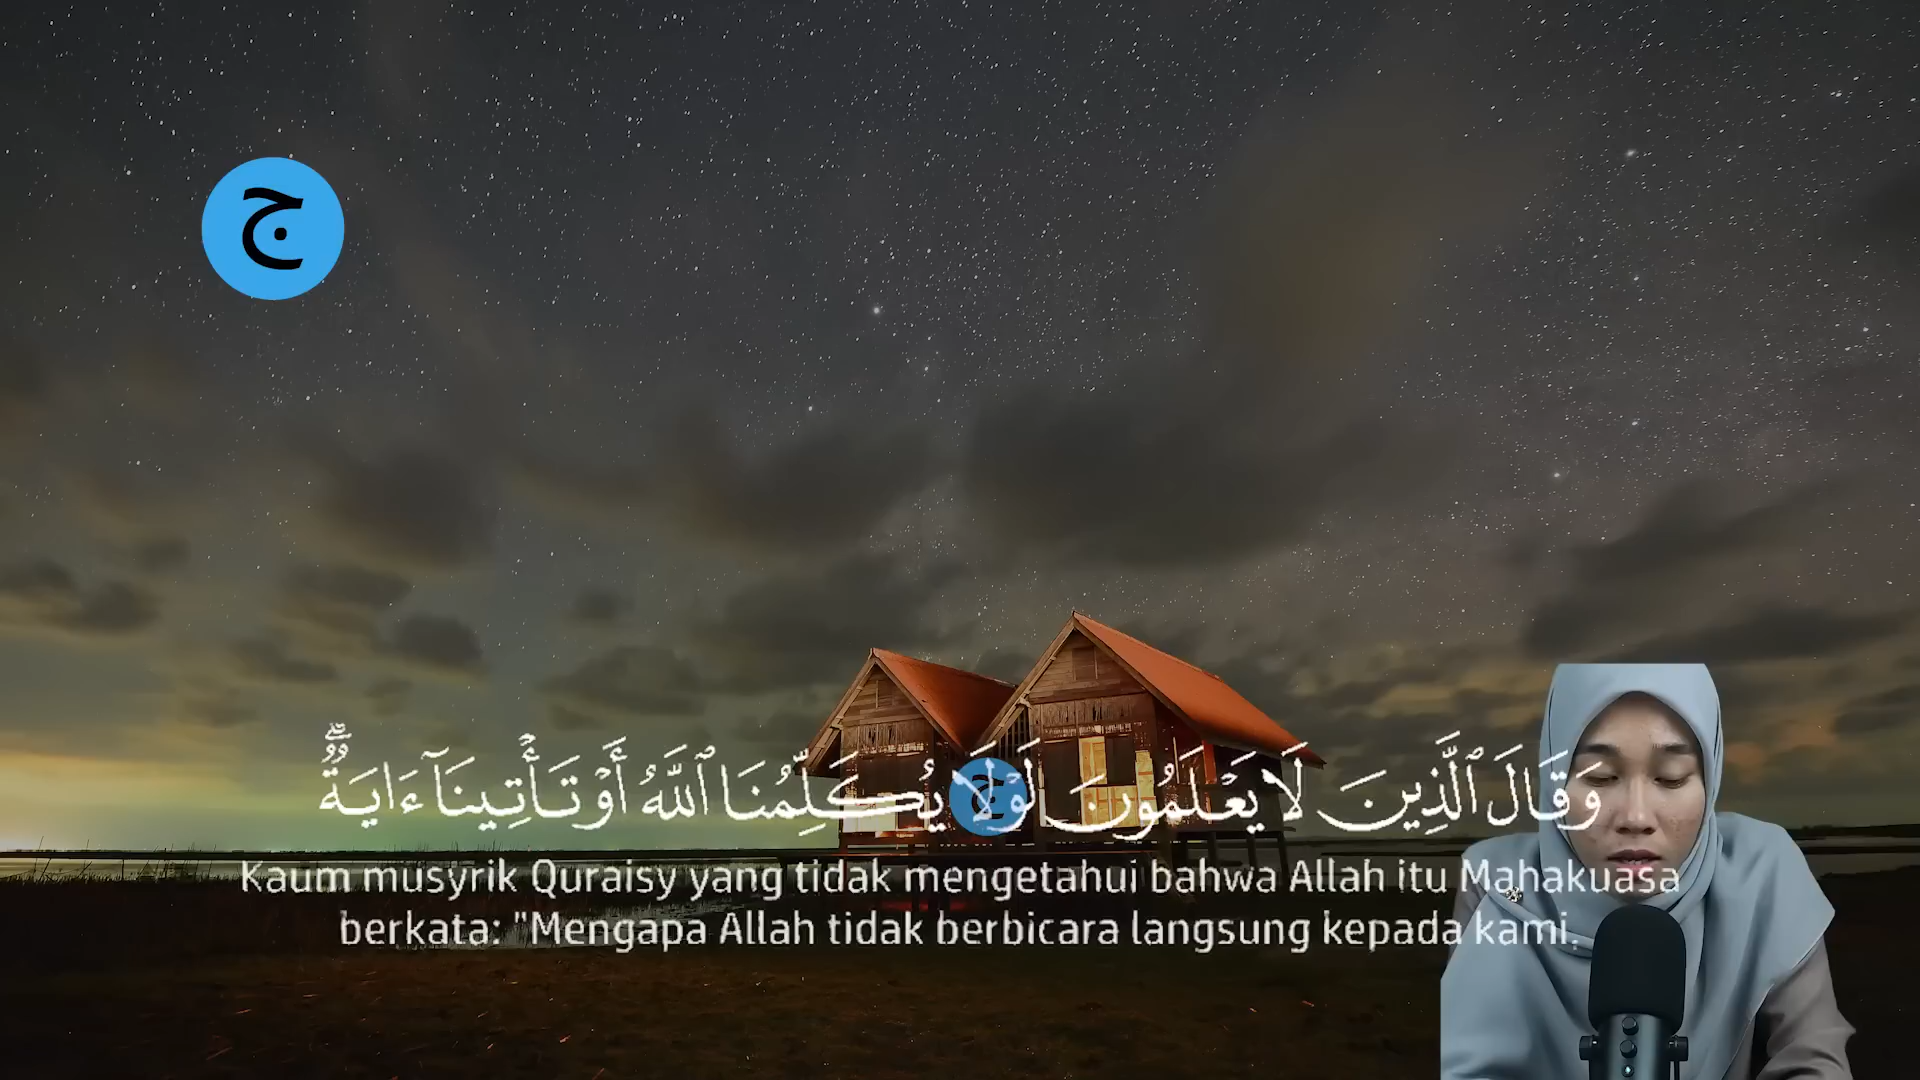 ج
وَقَالَ ٱلَّذِينَ لَا يَعْلَمُونَ لَوْلَا يُكَلِّمُنَا ٱللَّهُ أَوْ تَأْتِينَآ ءَايَةٌۭ ۗ
ج
Kaum musyrik Quraisy yang tidak mengetahui bahwa Allah itu Mahakuasa
berkata: "Mengapa Allah tidak berbicara langsung kepada kami,